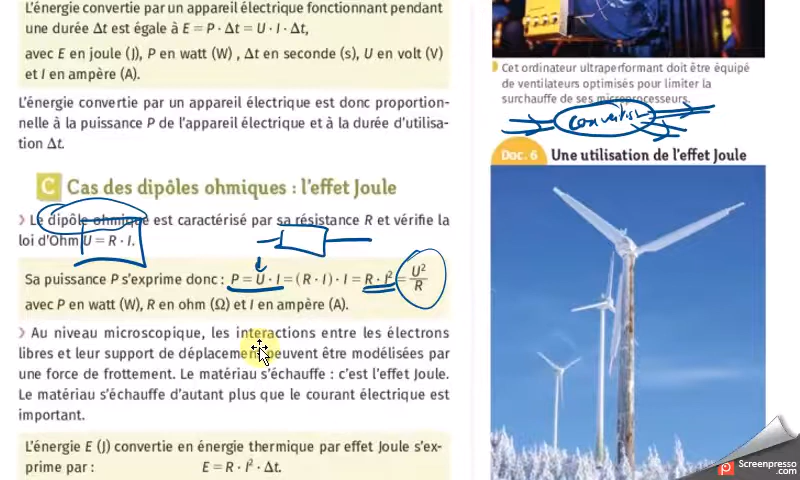 L'énergie convertie par un appareil électrique fonctionnant pendant
une durée Δt est égale à E = P · Δt = U · I · Δt,
avec E en joule (J), P en watt (W) , Δt en seconde (s), U en volt (V)
et I en ampère (A).
L'énergie convertie par un appareil électrique est donc proportion-
nelle à la puissance P de l'appareil électrique et à la durée d'utilisa-
tion Δt.
C Cas des dipôles ohmiques : l'effet Joule
› Le dipôle ohmique est caractérisé par sa résistance R et vérifie la
loi d'Ohm U = R · I.
Sa puissance P s'exprime donc : P = U · I = (R · I) · I = R · I² = U²/R
avec P en watt (W), R en ohm (Ω) et I en ampère (A).
› Au niveau microscopique, les interactions entre les électrons
libres et leur support de déplacement peuvent être modélisées par
une force de frottement. Le matériau s'échauffe : c'est l'effet Joule.
Le matériau s'échauffe d'autant plus que le courant électrique est
important.
L'énergie E (J) convertie en énergie thermique par effet Joule s'ex-
prime par : E = R · I² · Δt.
Cet ordinateur ultraperformant doit être équipé
de ventilateurs optimisés pour limiter la
surchauffe de ses microprocesseurs.
Doc. 6 Une utilisation de l'effet Joule
Screenpresso
.com